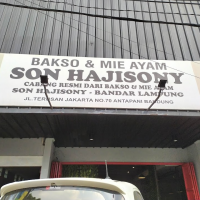 BAKSO & MIE AYAM
SON HAJISONY
CABANG RESMI DARI BAKSO & MIE AYAM
SON HAJISONY - BANDAR LAMPUNG
JL. TERUSAN JAKARTA NO.76 ANTAPANI BANDUNG